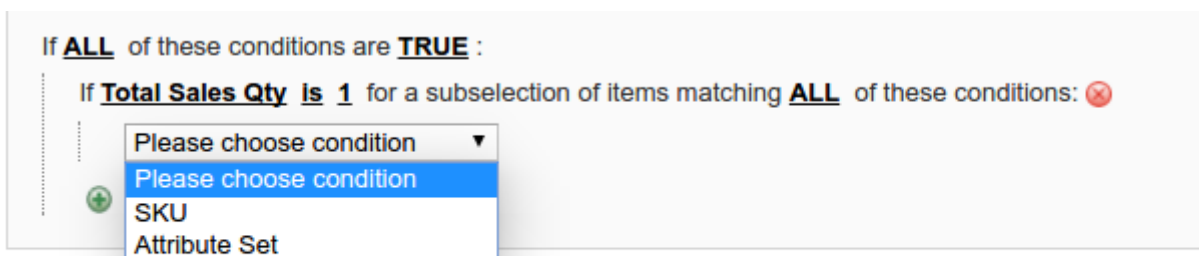 If ALL of these conditions are TRUE :
If Total Sales Qty is 1 for a subselection of items matching ALL of these conditions:
Please choose condition
Please choose condition
SKU
Attribute Set